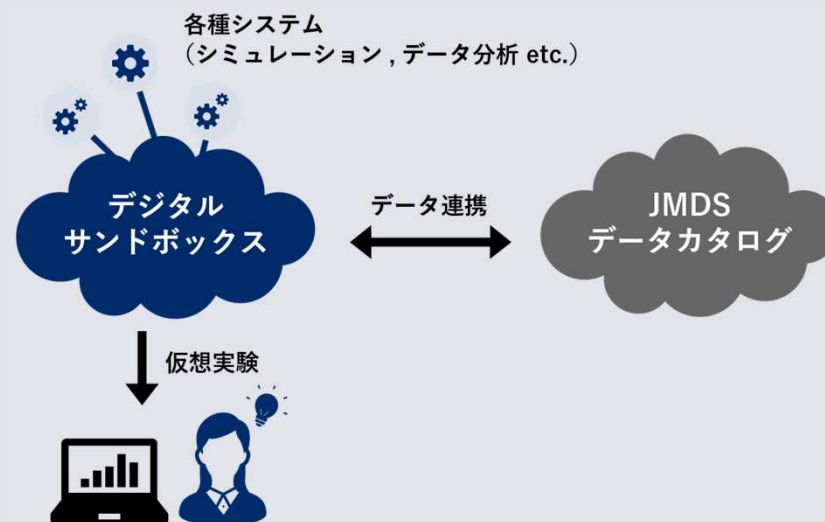 各種システム
（シミュレーション , データ分析 etc.）
デジタル
サンドボックス
データ連携
JMDS
データカタログ
仮想実験